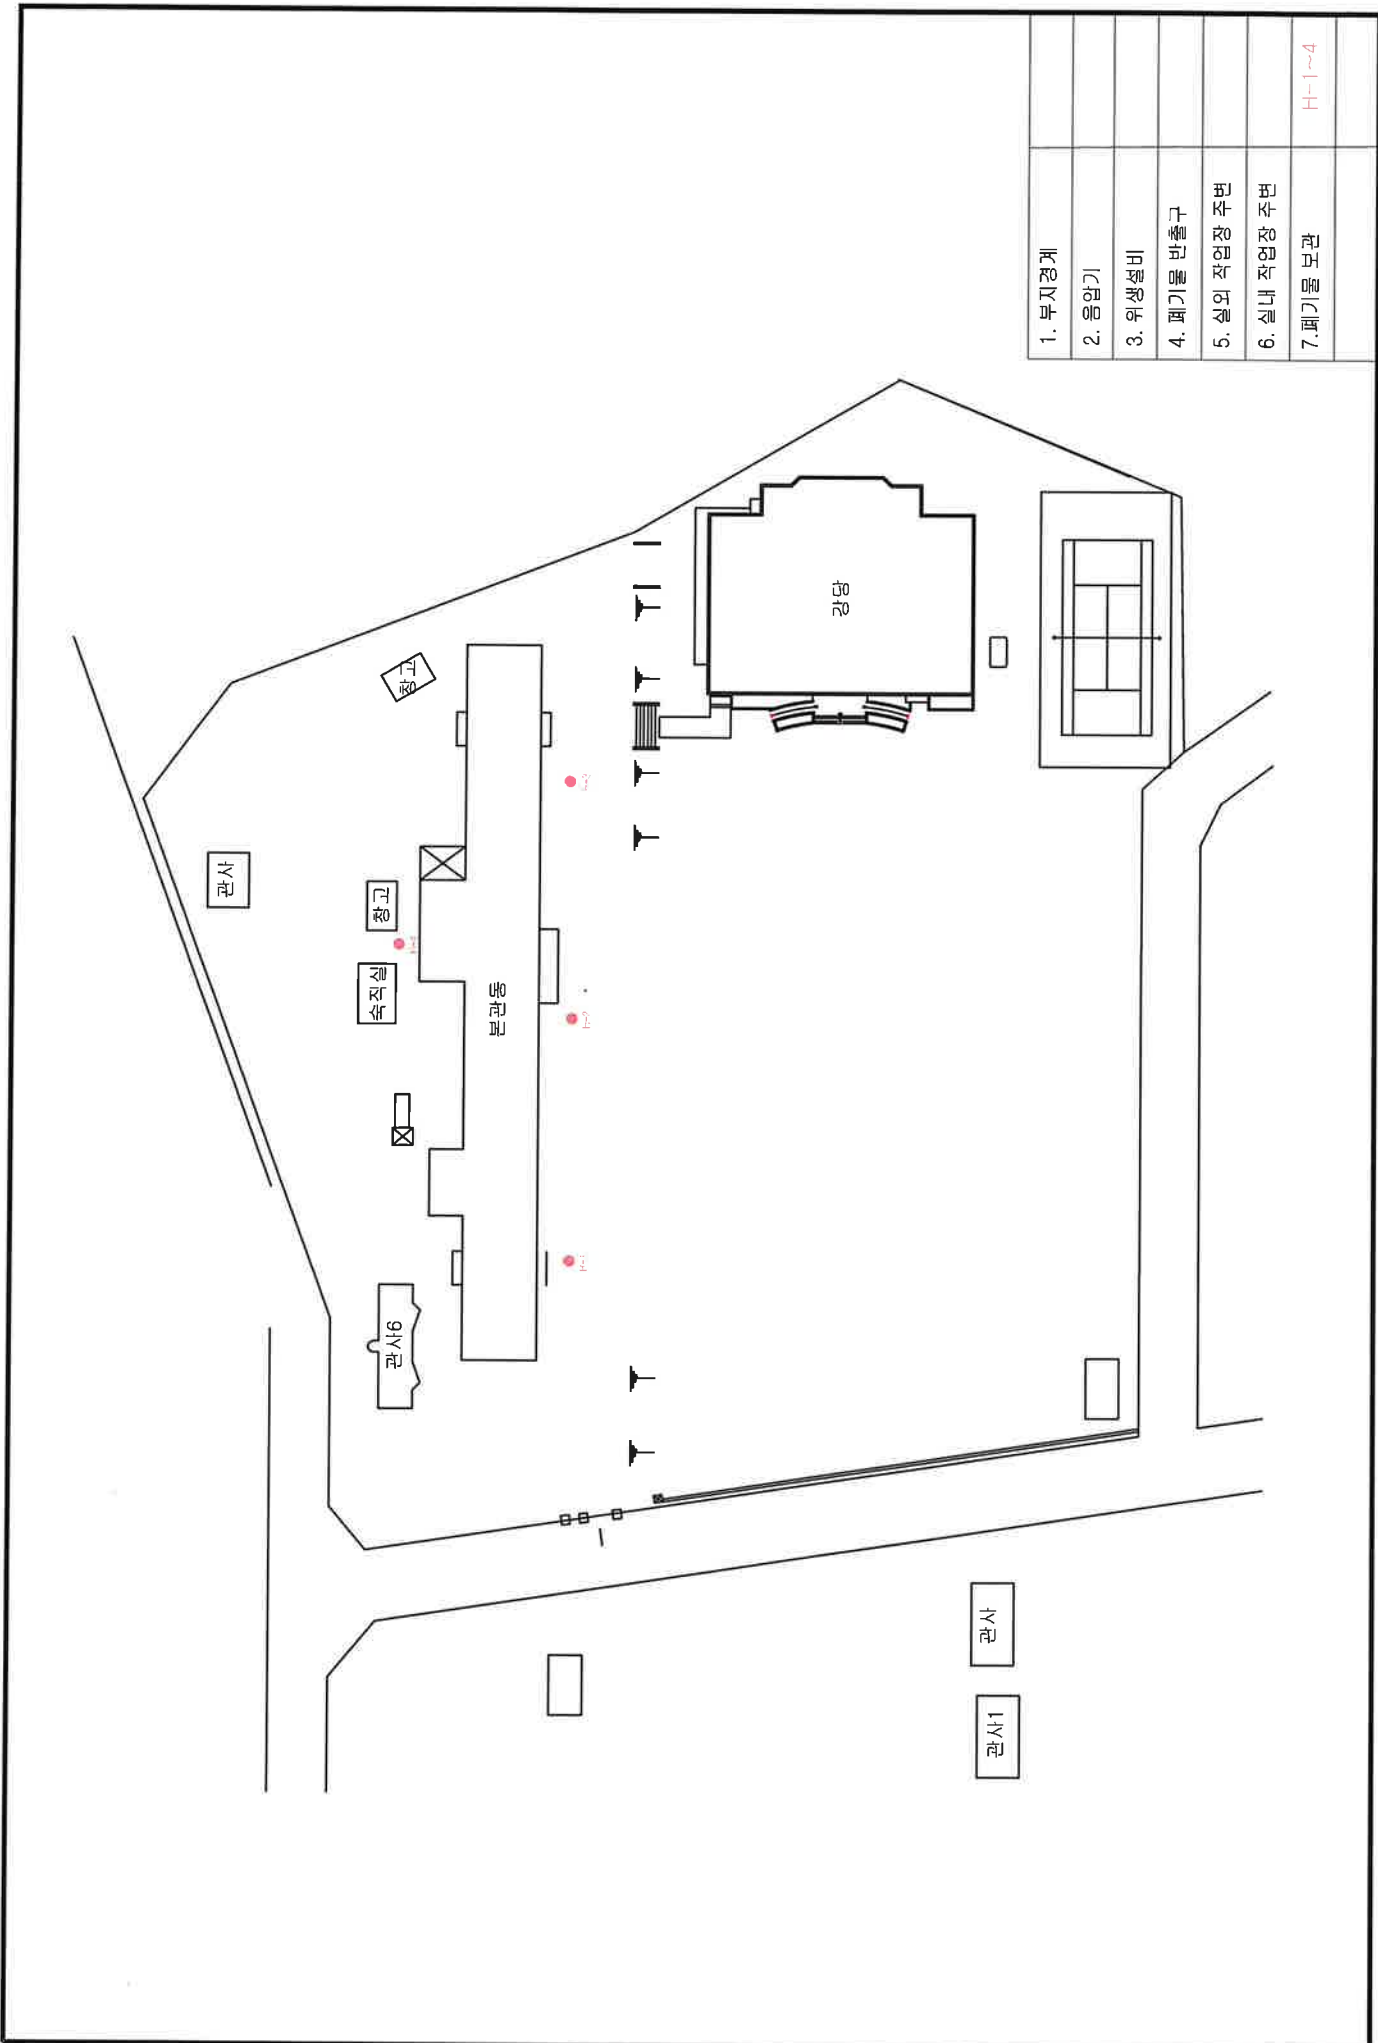 관사
창고
창고
숙직실
본관동
관사6
강당
관사
관사1
H-1
H-2
1. 부지경계
2. 음압기
3. 위생설비
4. 폐기물 반출구
5. 실외 작업장 주변
6. 실내 작업장 주변
7.폐기물 보관 H-1~4